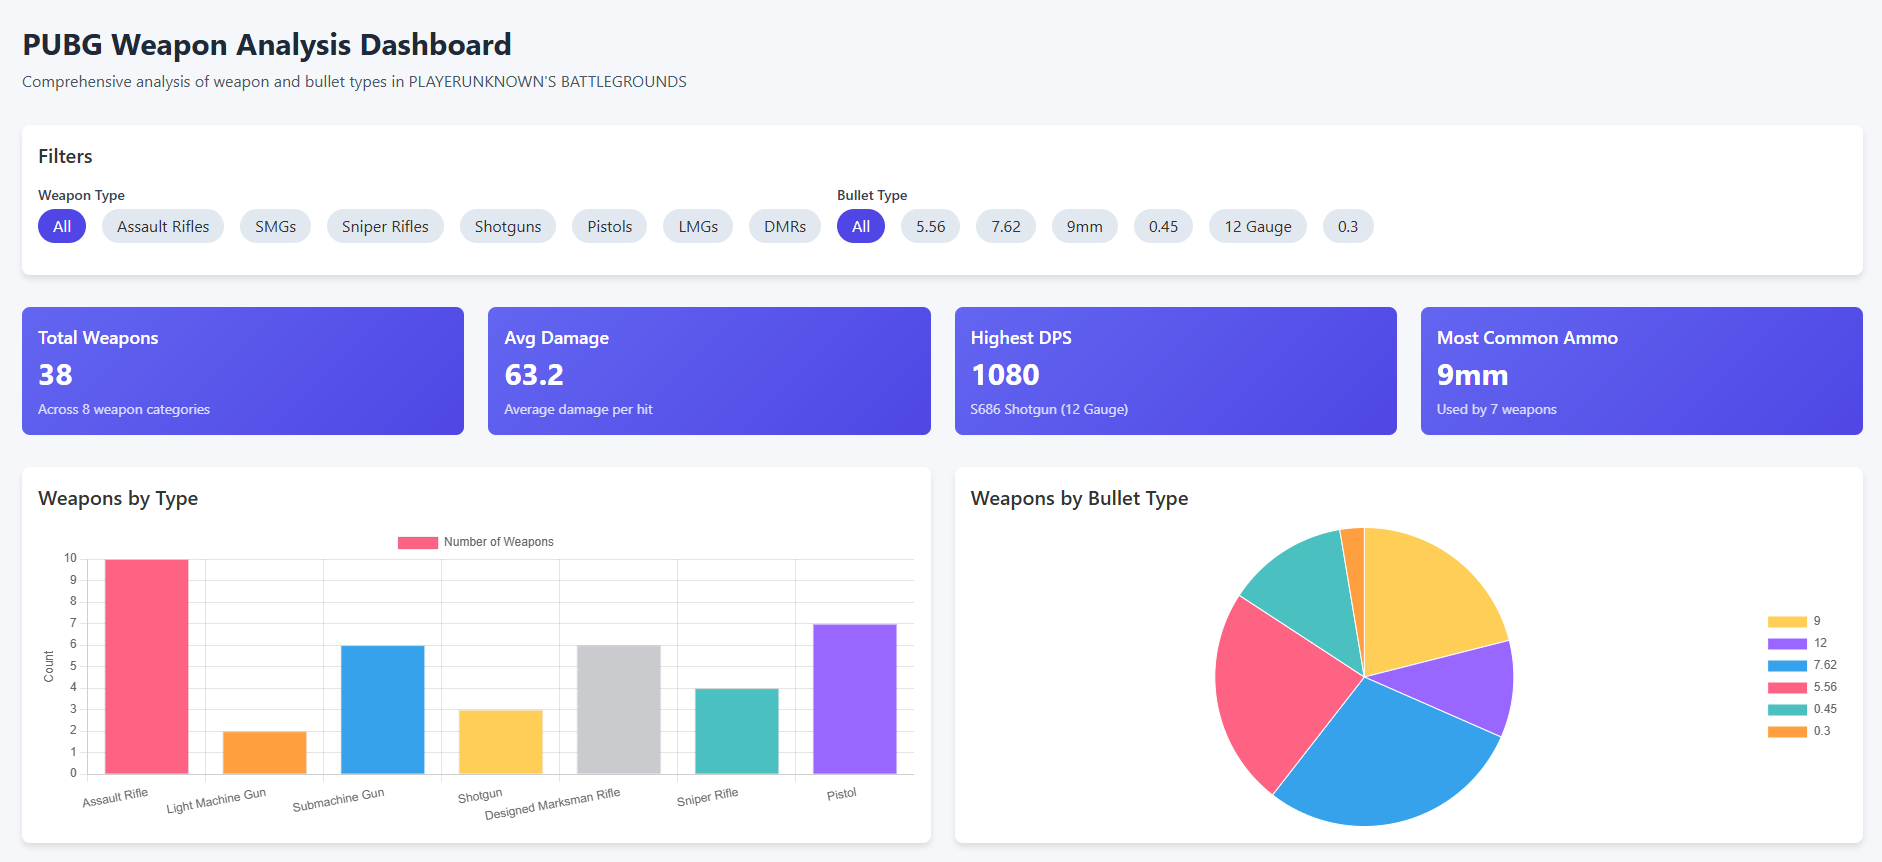 PUBG Weapon Analysis Dashboard
Comprehensive analysis of weapon and bullet types in PLAYERUNKNOWN'S BATTLEGROUNDS
Filters
Weapon Type
All Assault Rifles SMGs Sniper Rifles Shotguns Pistols LMGs DMRs
Bullet Type
All 5.56 7.62 9mm 0.45 12 Gauge 0.3
Total Weapons
38
Across 8 weapon categories
Avg Damage
63.2
Average damage per hit
Highest DPS
1080
S686 Shotgun (12 Gauge)
Most Common Ammo
9mm
Used by 7 weapons
Weapons by Type
Number of Weapons
Count
10
9
8
7
6
5
4
3
2
1
0
Assault Rifle
Light Machine Gun
Submachine Gun
Shotgun
Designed Marksman Rifle
Sniper Rifle
Pistol
Weapons by Bullet Type
9
12
7.62
5.56
0.45
0.3